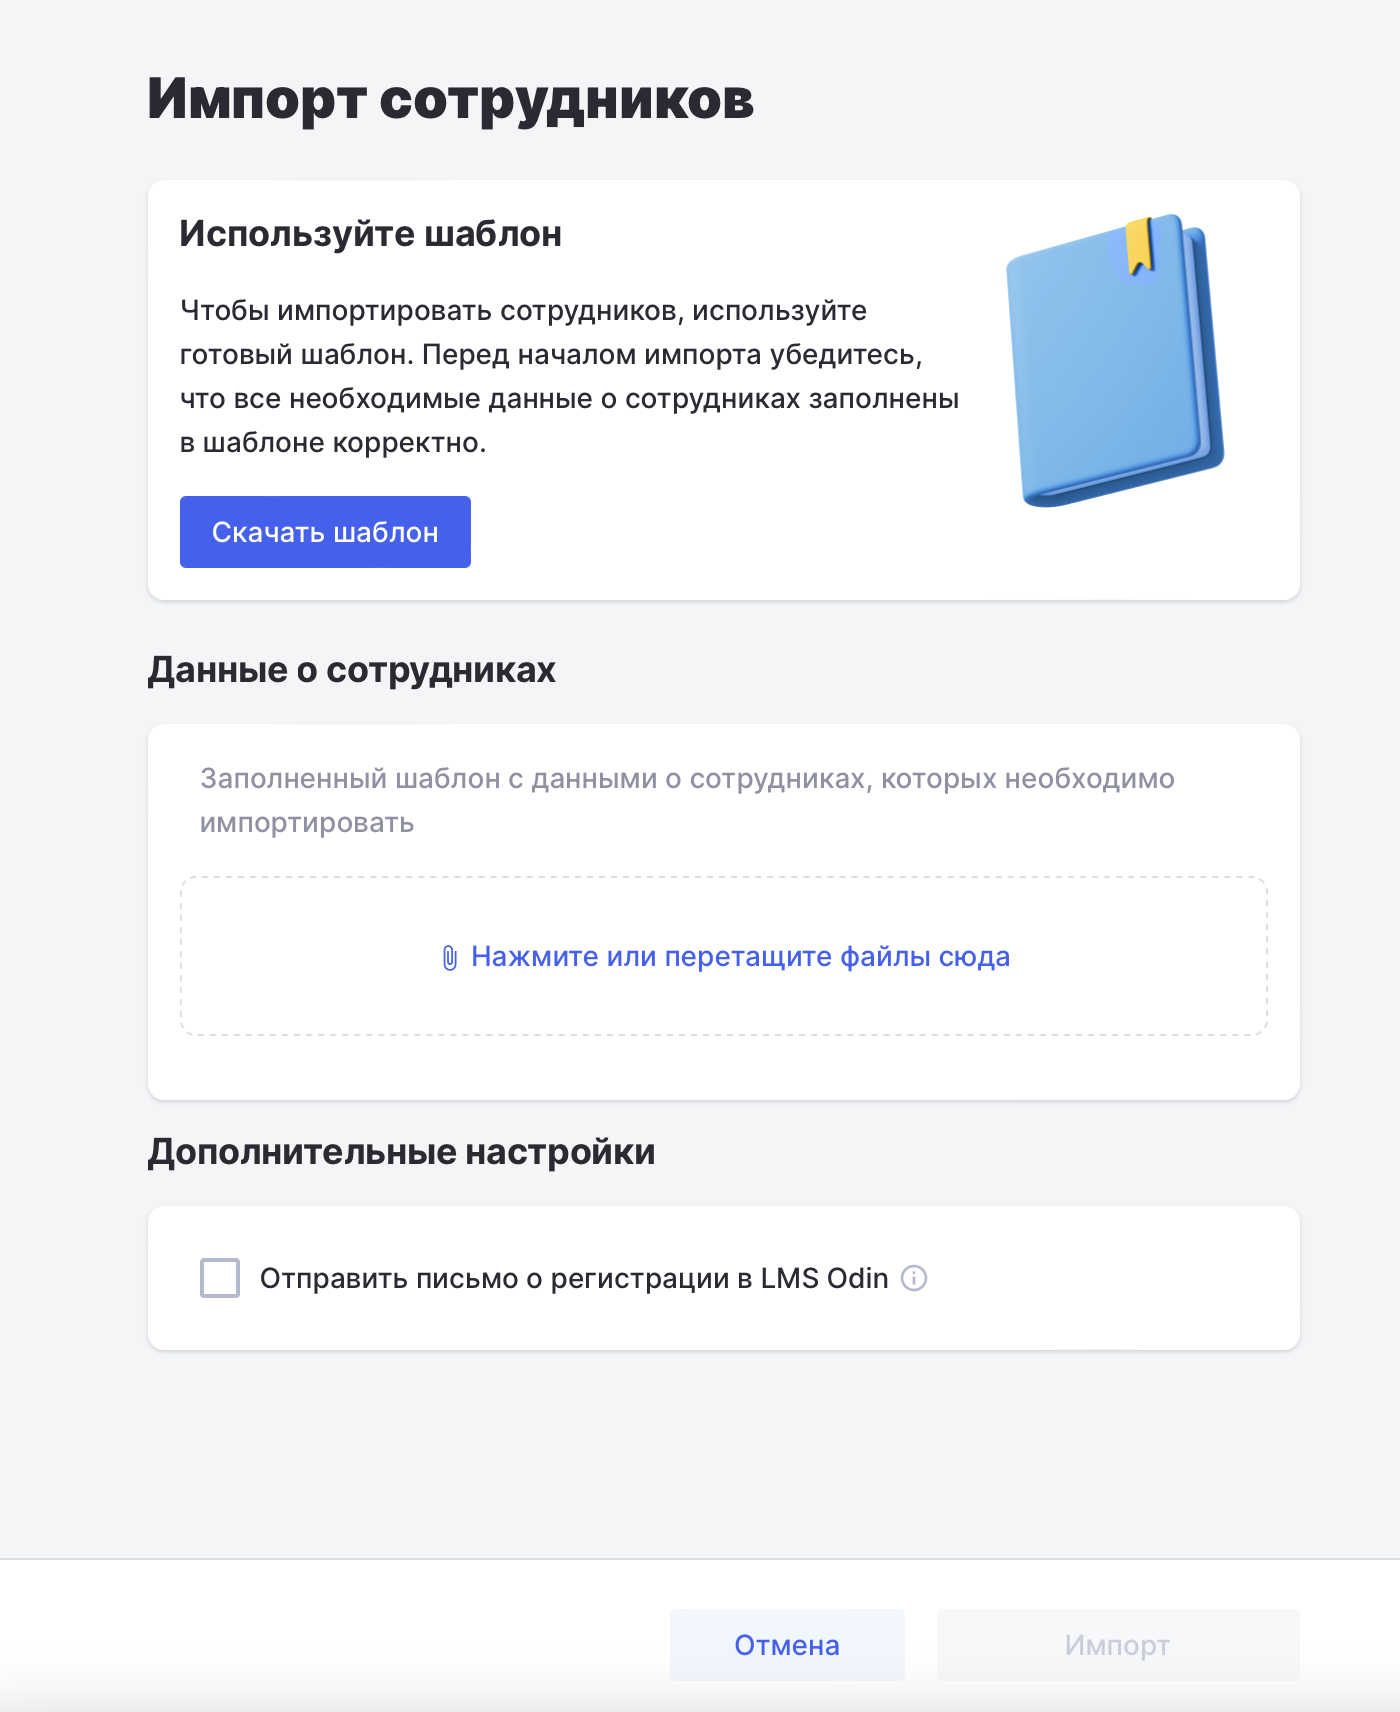 Импорт сотрудников
Используйте шаблон
Чтобы импортировать сотрудников, используйте
готовый шаблон. Перед началом импорта убедитесь,
что все необходимые данные о сотрудниках заполнены
в шаблоне корректно.
Скачать шаблон
Данные о сотрудниках
Заполненный шаблон с данными о сотрудниках, которых необходимо
импортировать
Нажмите или перетащите файлы сюда
Дополнительные настройки
Отправить письмо о регистрации в LMS Odin
Отмена
Импорт